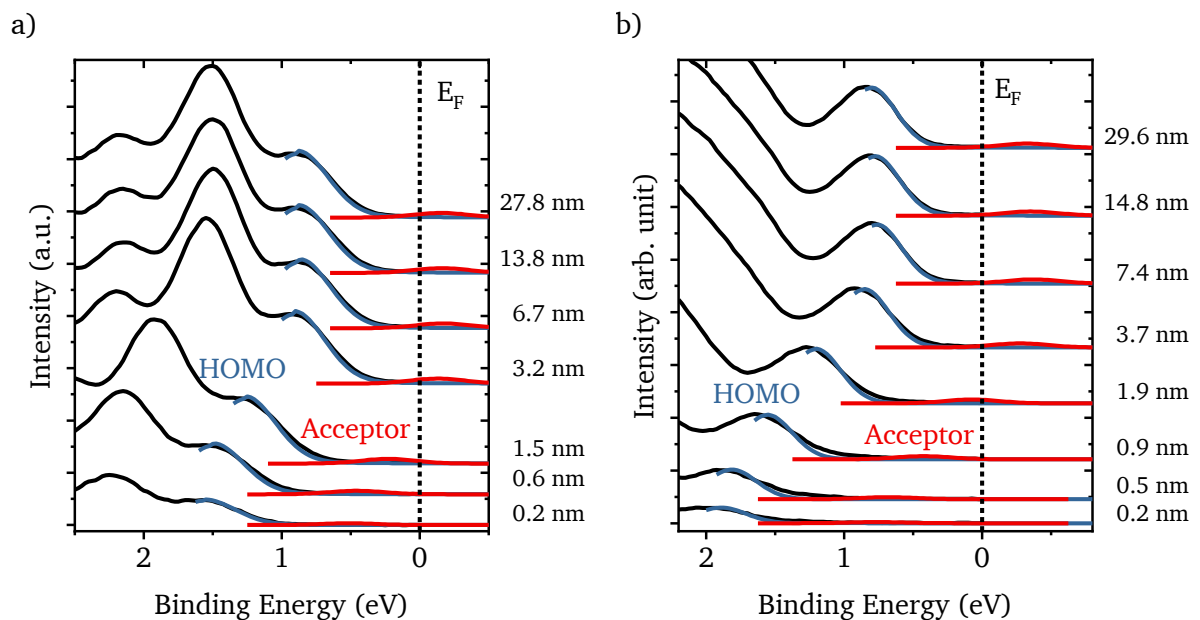 a)
E_F
Intensity (a.u.)
HOMO
Acceptor
27.8 nm
13.8 nm
6.7 nm
3.2 nm
1.5 nm
0.6 nm
0.2 nm
2 1 0
Binding Energy (eV)
b)
E_F
Intensity (arb. unit)
HOMO
Acceptor
29.6 nm
14.8 nm
7.4 nm
3.7 nm
1.9 nm
0.9 nm
0.5 nm
0.2 nm
2 1 0
Binding Energy (eV)